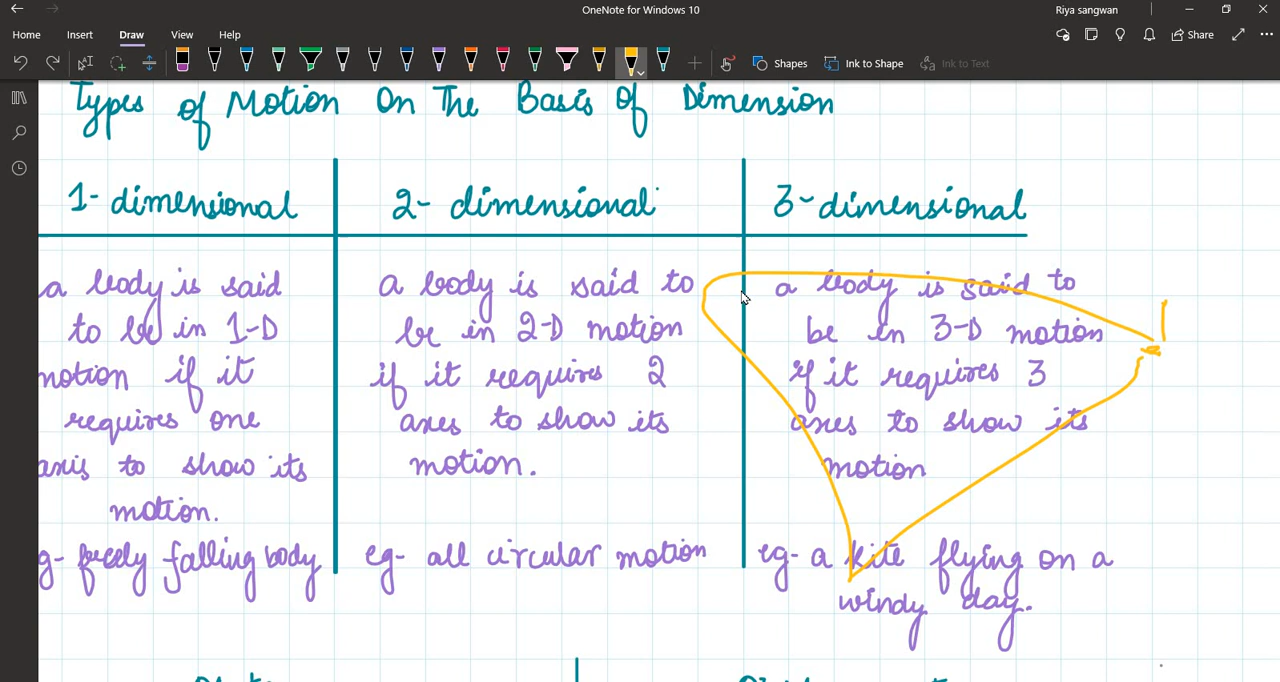 OneNote for Windows 10
Riya sangwan
Home Insert Draw View Help
Share
Shapes
Ink to Shape
Ink to Text
Types of Motion On The Basis of Dimension
1- dimensional
a body is said
to be in 1-D
motion if it
requires one
axis to show its
motion.
g- freely falling body
2- dimensional
a body is said to
be in 2-D motion
if it requires 2
axes to show its
motion.
eg- all circular motion
3-dimensional
a body is said to
be in 3-D motion
if it requires 3
axes to show its
motion
eg- a kite flying on a
windy day.